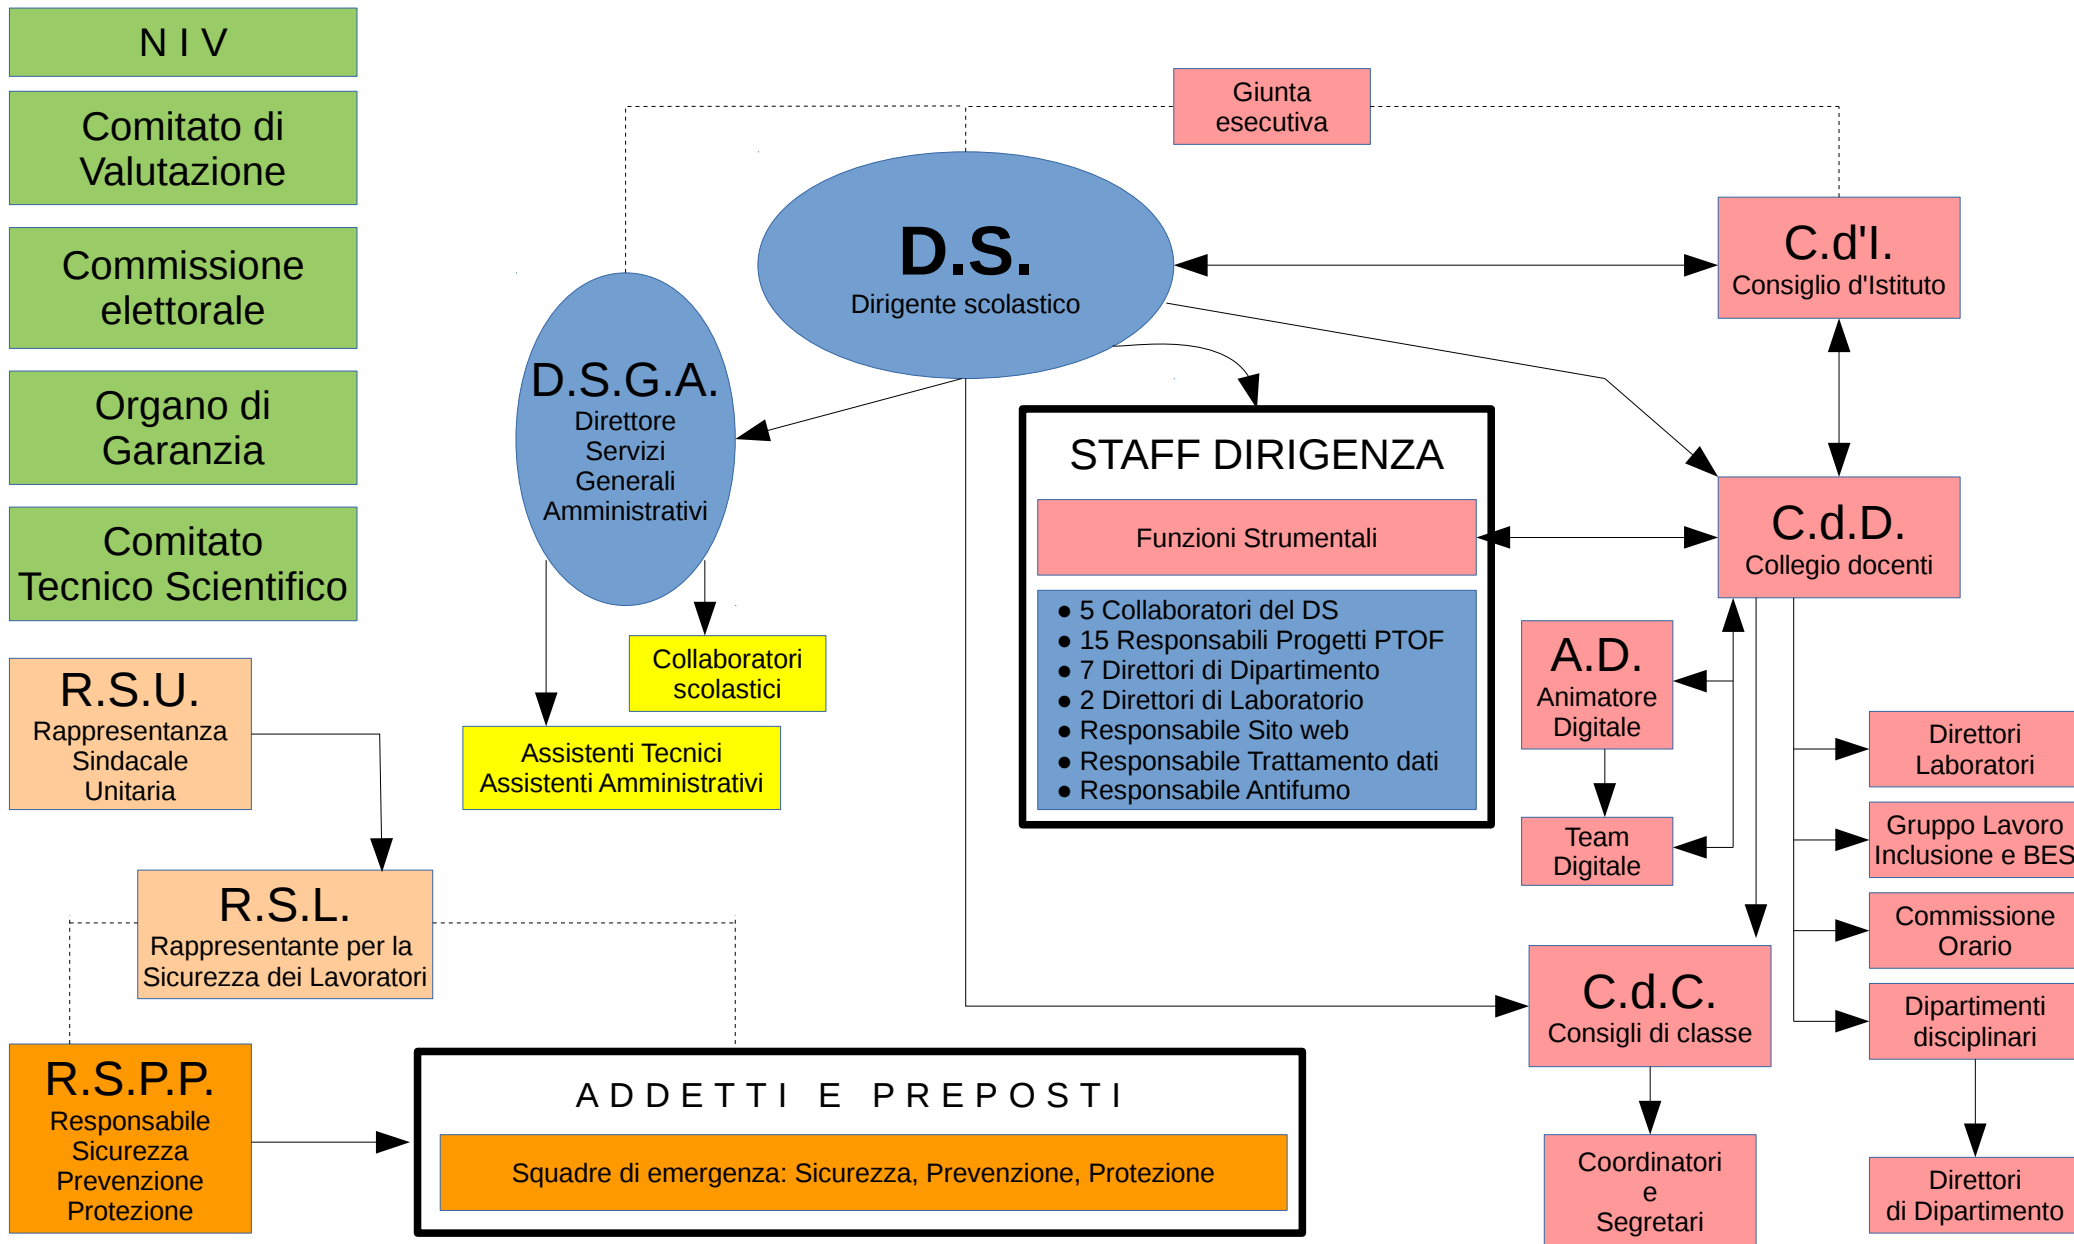 N I V
Comitato di
Valutazione
Commissione
elettorale
Organo di
Garanzia
Comitato
Tecnico Scientifico
R.S.U.
Rappresentanza
Sindacale
Unitaria
R.S.L.
Rappresentante per la
Sicurezza dei Lavoratori
R.S.P.P.
Responsabile
Sicurezza
Prevenzione
Protezione
Giunta
esecutiva
D.S.
Dirigente scolastico
C.d'I.
Consiglio d'Istituto
D.S.G.A.
Direttore
Servizi
Generali
Amministrativi
Collaboratori
scolastici
Assistenti Tecnici
Assistenti Amministrativi
STAFF DIRIGENZA
Funzioni Strumentali
● 5 Collaboratori del DS
● 15 Responsabili Progetti PTOF
● 7 Direttori di Dipartimento
● 2 Direttori di Laboratorio
● Responsabile Sito web
● Responsabile Trattamento dati
● Responsabile Antifumo
C.d.D.
Collegio docenti
A.D.
Animatore
Digitale
Team
Digitale
Direttori
Laboratori
Gruppo Lavoro
Inclusione e BES
Commissione
Orario
Dipartimenti
disciplinari
Direttori
di Dipartimento
C.d.C.
Consigli di classe
Coordinatori
e
Segretari
ADDETTI E PREPOSTI
Squadre di emergenza: Sicurezza, Prevenzione, Protezione